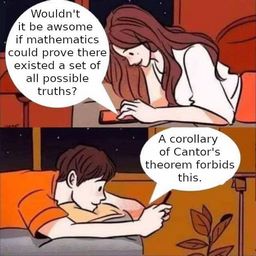 Wouldn't
it be awsome
if mathematics
could prove there
existed a set of
all possible
truths?
A corollary
of Cantor's
theorem forbids
this.